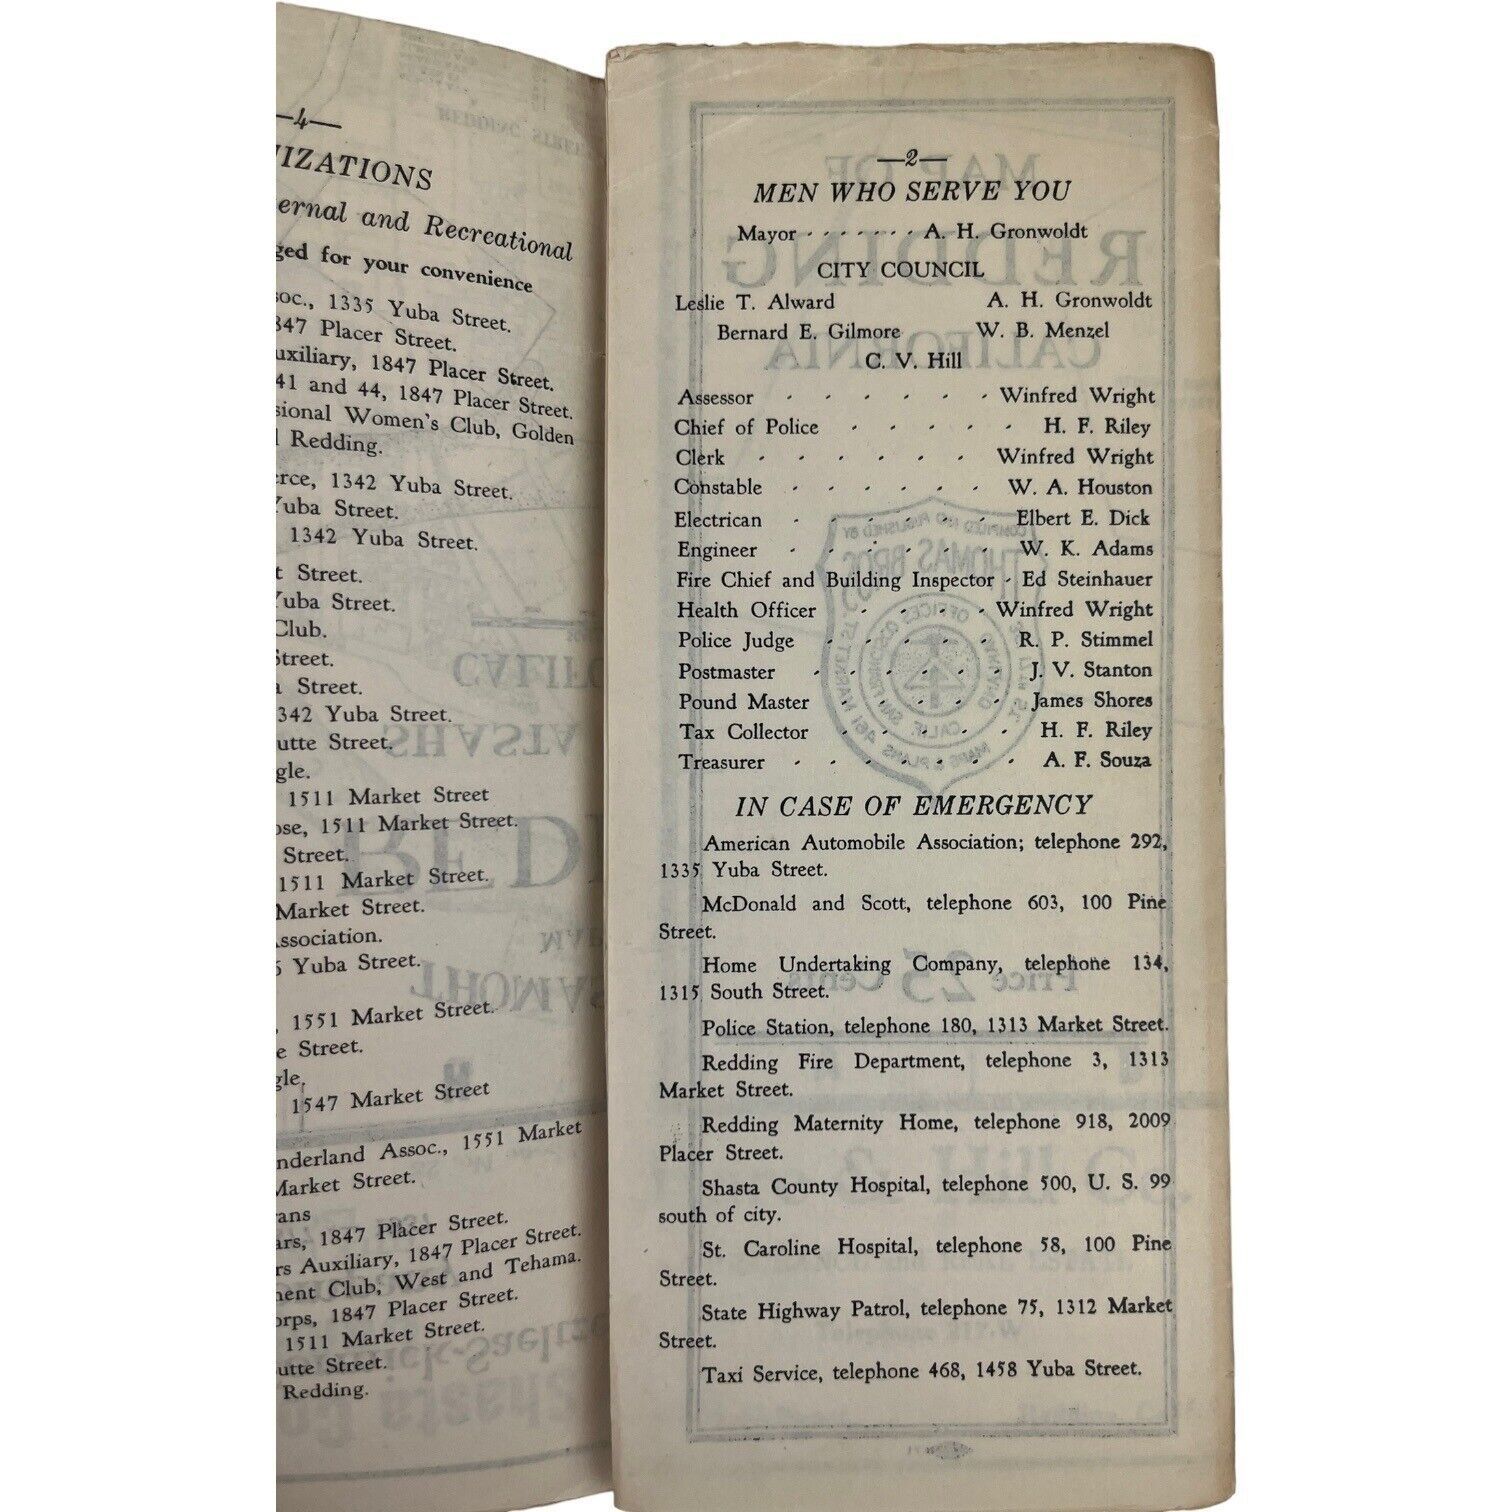 —4—
IZATIONS
ernal and Recreational
ged for your convenience
oc., 1335 Yuba Street.
347 Placer Street.
uxiliary, 1847 Placer Street.
41 and 44, 1847 Placer Street.
sional Women's Club, Golden
Redding.
rce, 1342 Yuba Street.
Yuba Street.
1342 Yuba Street.
t Street.
Yuba Street.
Club.
Street.
a Street.
342 Yuba Street.
utte Street.
gle.
1511 Market Street
ose, 1511 Market Street.
Street.
1511 Market Street.
Market Street.
Association.
Yuba Street.
, 1551 Market Street.
e Street.
gle.
1547 Market Street
nderland Assoc., 1551 Market
Market Street.
rans
ars, 1847 Placer Street.
rs Auxiliary, 1847 Placer Street.
ment Club, West and Tehama.
orps, 1847 Placer Street.
1511 Market Street.
utte Street.
Redding.
—2—
MEN WHO SERVE YOU
Mayor - - - - - - - A. H. Gronwoldt
CITY COUNCIL
Leslie T. Alward A. H. Gronwoldt
Bernard E. Gilmore W. B. Menzel
C. V. Hill
Assessor - - - - - - Winfred Wright
Chief of Police - - - - - H. F. Riley
Clerk - - - - - - Winfred Wright
Constable - - - - - - W. A. Houston
Electrican - - - - - Elbert E. Dick
Engineer - - - - - - W. K. Adams
Fire Chief and Building Inspector - Ed Steinhauer
Health Officer - - - - Winfred Wright
Police Judge - - - - - R. P. Stimmel
Postmaster - - - - - - J. V. Stanton
Pound Master - - - - - James Shores
Tax Collector - - - - - H. F. Riley
Treasurer - - - - - - A. F. Souza
IN CASE OF EMERGENCY
American Automobile Association; telephone 292,
1335 Yuba Street.
McDonald and Scott, telephone 603, 100 Pine
Street.
Home Undertaking Company, telephone 134,
1315 South Street.
Police Station, telephone 180, 1313 Market Street.
Redding Fire Department, telephone 3, 1313
Market Street.
Redding Maternity Home, telephone 918, 2009
Placer Street.
Shasta County Hospital, telephone 500, U. S. 99
south of city.
St. Caroline Hospital, telephone 58, 100 Pine
Street.
State Highway Patrol, telephone 75, 1312 Market
Street.
Taxi Service, telephone 468, 1458 Yuba Street.